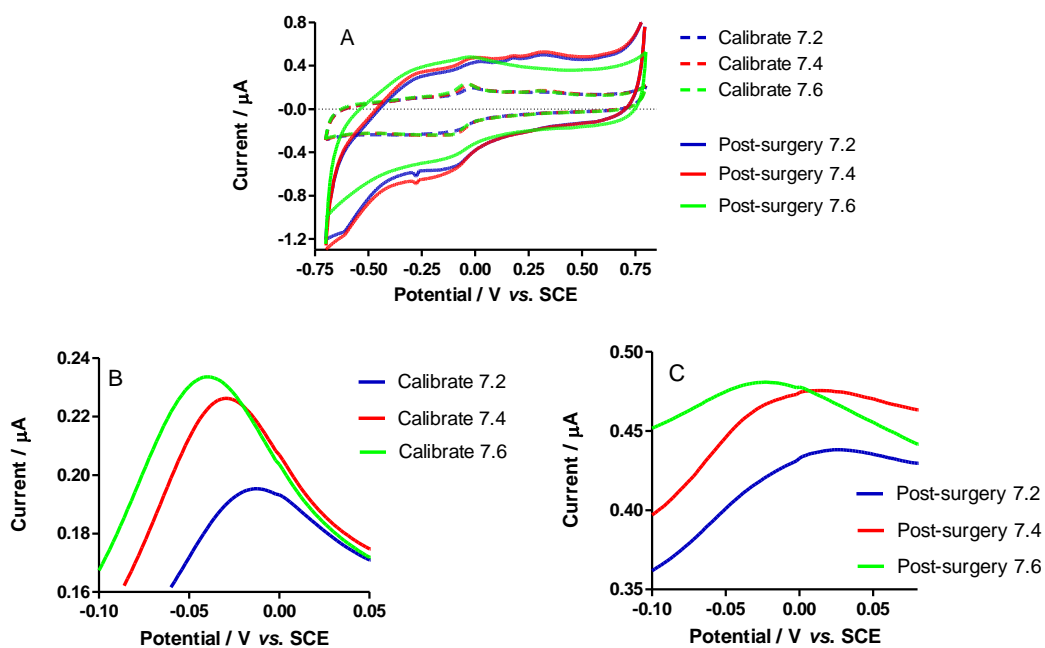 A
0.8
0.4
-0.0
-0.4
-0.8
-1.2
Current / μA
-0.75
-0.50
-0.25
0.00
0.25
0.50
0.75
Potential / V vs. SCE
Calibrate 7.2
Calibrate 7.4
Calibrate 7.6
Post-surgery 7.2
Post-surgery 7.4
Post-surgery 7.6
B
0.24
0.22
0.20
0.18
0.16
Current / μA
-0.10
-0.05
0.00
0.05
Potential / V vs. SCE
Calibrate 7.2
Calibrate 7.4
Calibrate 7.6
C
0.50
0.45
0.40
0.35
Current / μA
-0.10
-0.05
0.00
0.05
Potential / V vs. SCE
Post-surgery 7.2
Post-surgery 7.4
Post-surgery 7.6